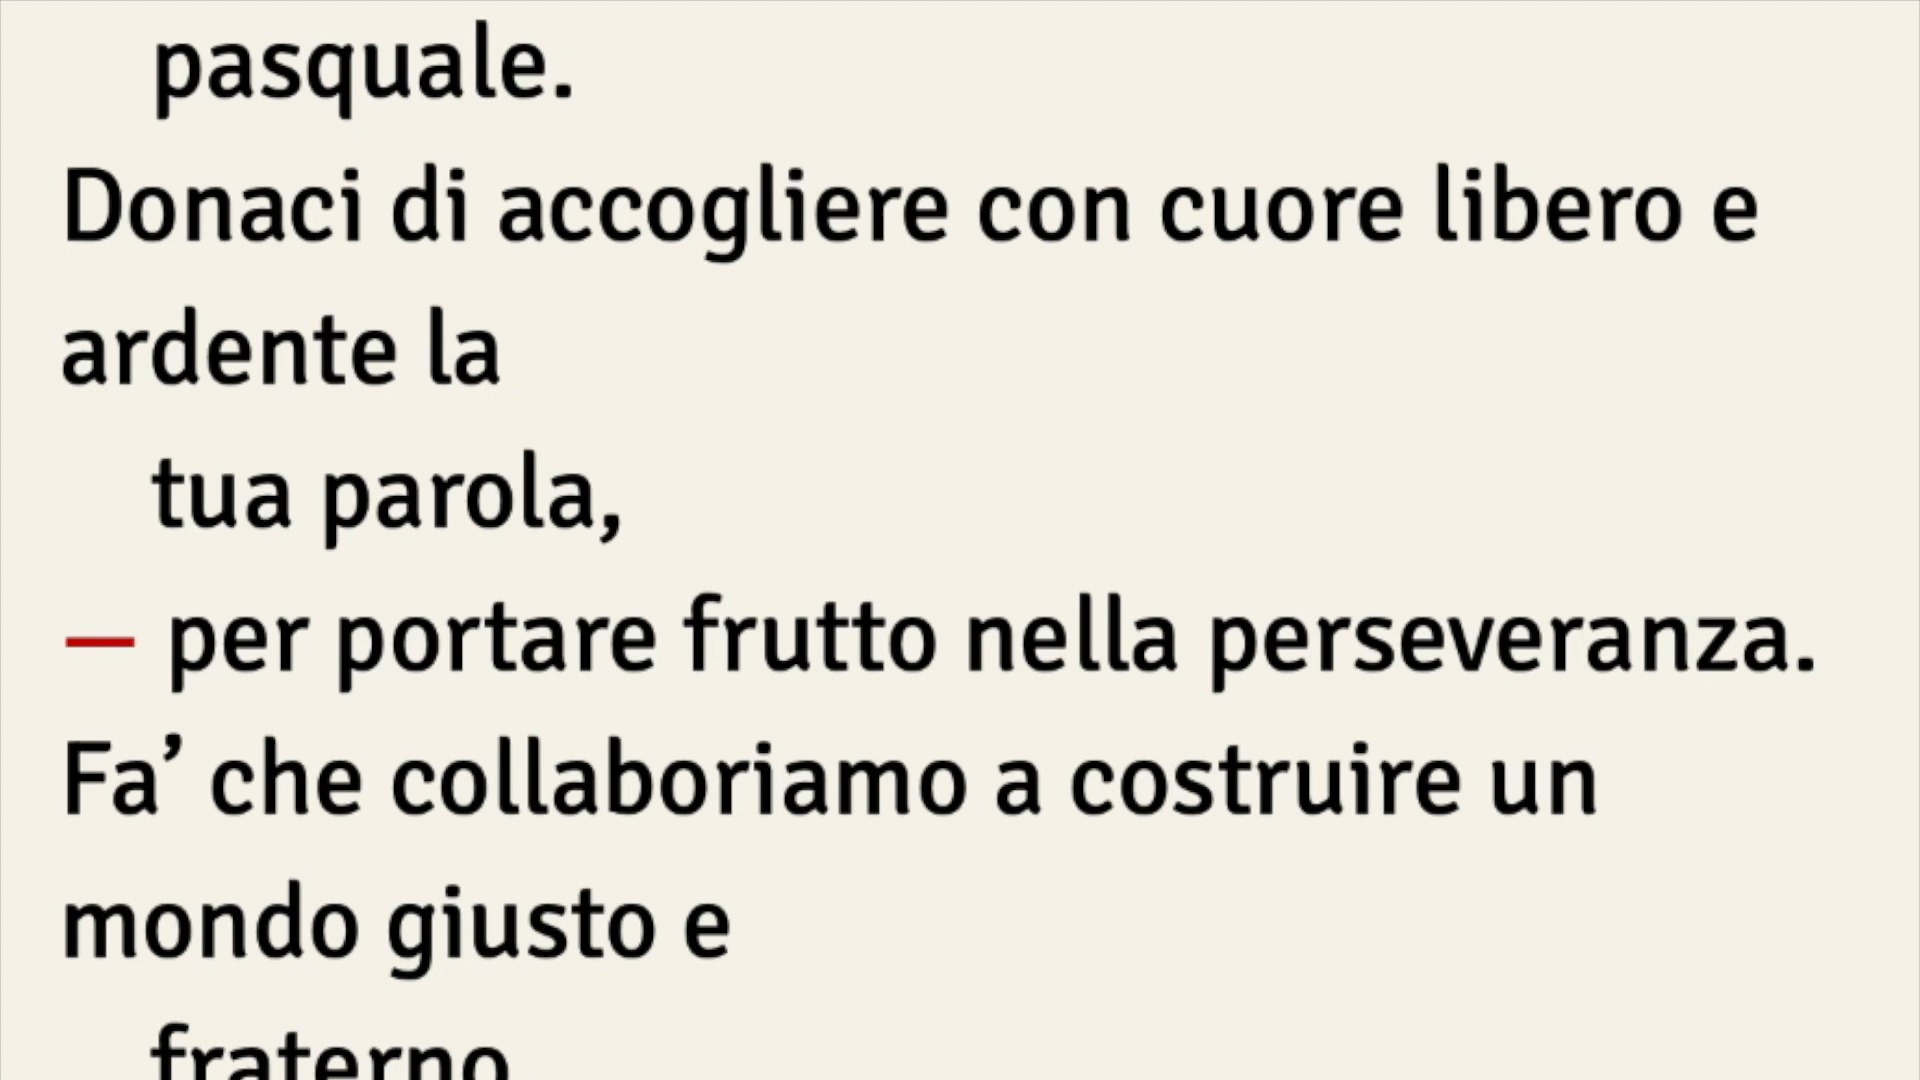 pasquale.
Donaci di accogliere con cuore libero e
ardente la
tua parola,
— per portare frutto nella perseveranza.
Fa’ che collaboriamo a costruire un
mondo giusto e
fraterno